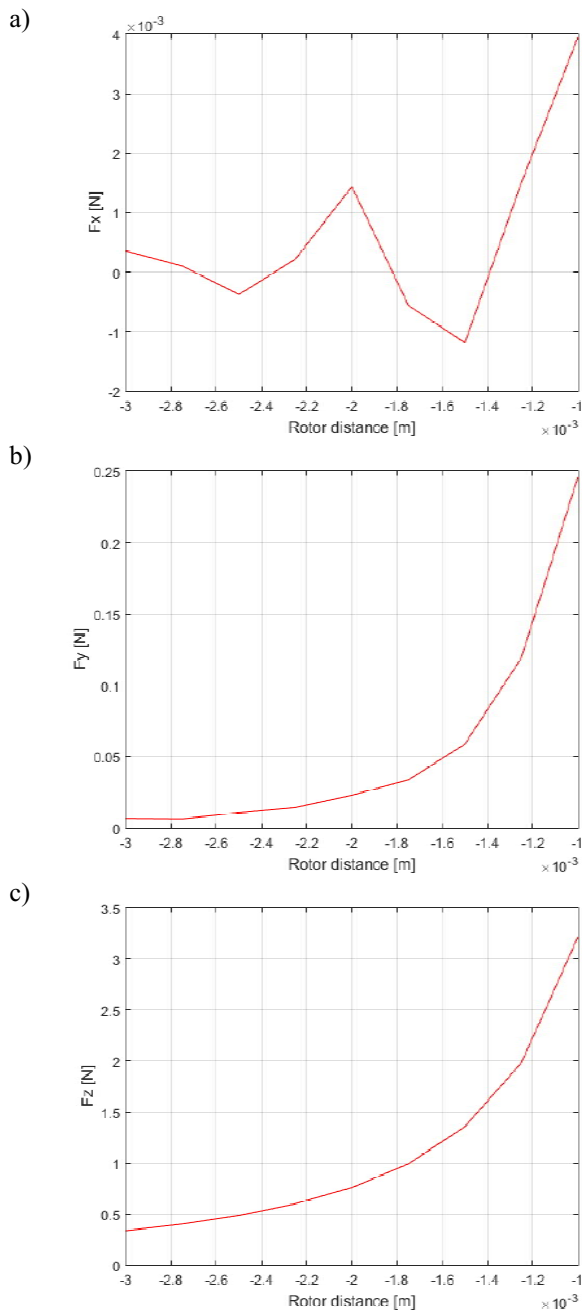 a)
×10⁻³
4
3
2
1
0
-1
-2
Fx [N]
-3 -2.8 -2.6 -2.4 -2.2 -2 -1.8 -1.6 -1.4 -1.2 -1
Rotor distance [m]
×10⁻³
b)
0.25
0.2
0.15
0.1
0.05
0
Fy [N]
-3 -2.8 -2.6 -2.4 -2.2 -2 -1.8 -1.6 -1.4 -1.2 -1
Rotor distance [m]
×10⁻³
c)
3.5
3
2.5
2
1.5
1
0.5
0
Fz [N]
-3 -2.8 -2.6 -2.4 -2.2 -2 -1.8 -1.6 -1.4 -1.2 -1
Rotor distance [m]
×10⁻³